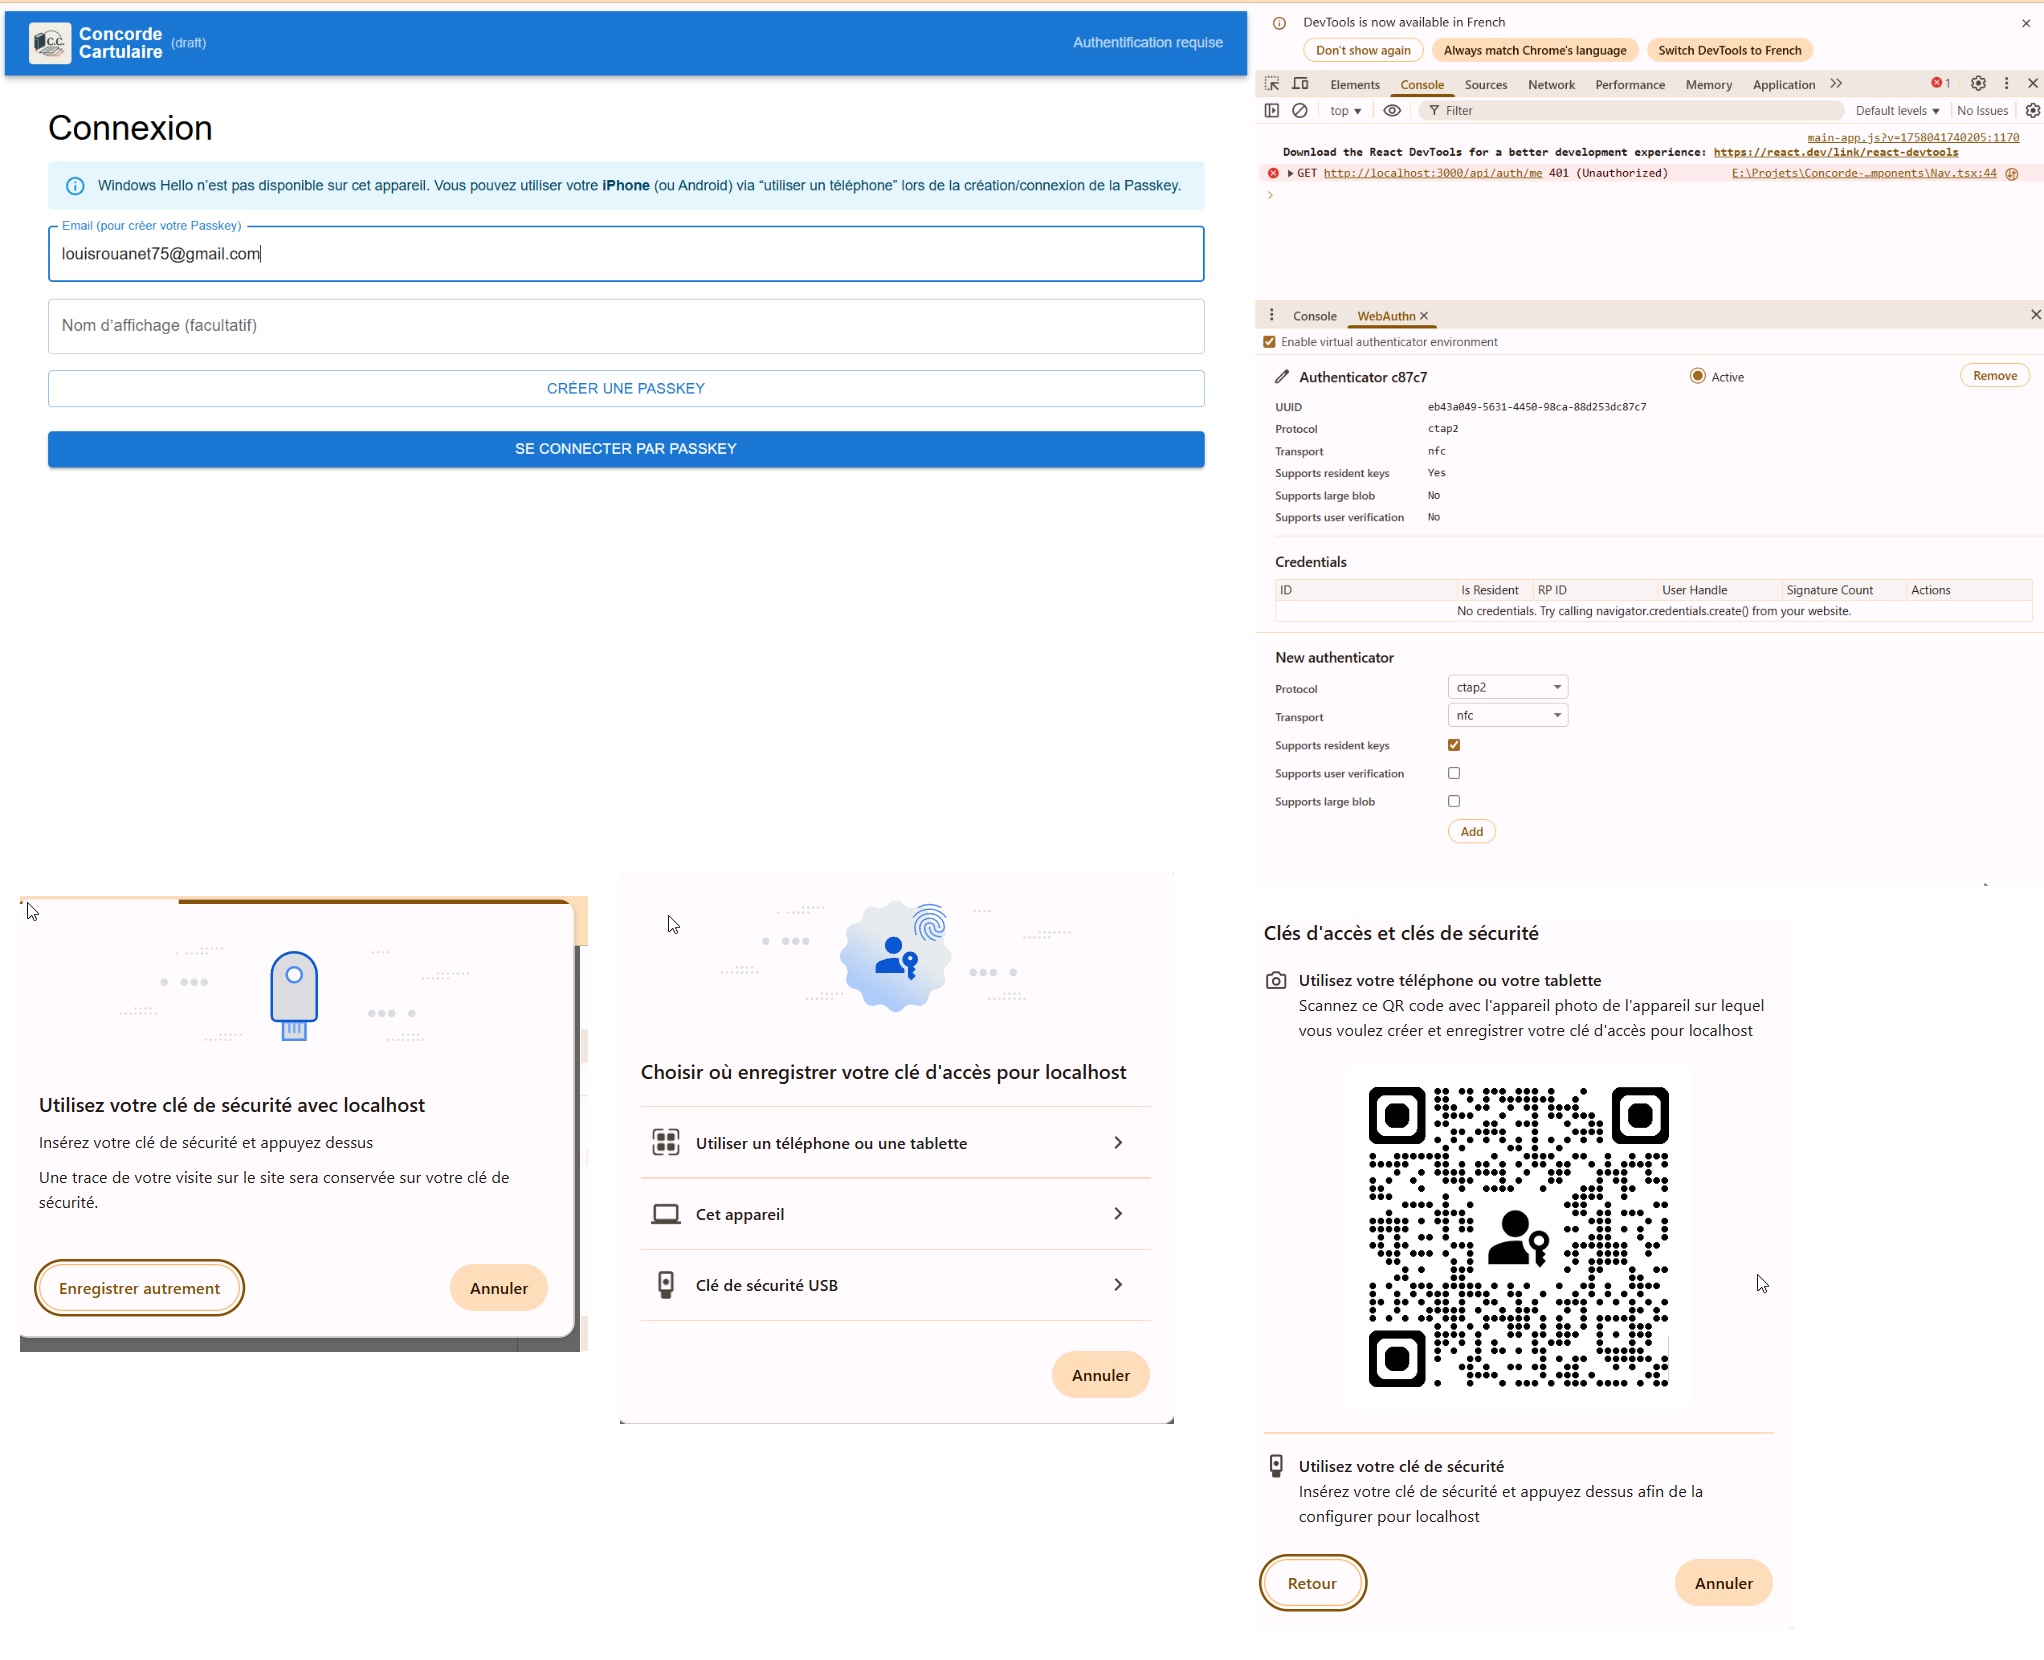 C.C.
Concorde
Cartulaire
(draft)
Authentification requise
Connexion
Windows Hello n’est pas disponible sur cet appareil. Vous pouvez utiliser votre iPhone (ou Android) via “utiliser un téléphone” lors de la création/connexion de la Passkey.
Email (pour créer votre Passkey)
louisrouanet75@gmail.com
Nom d’affichage (facultatif)
CRÉER UNE PASSKEY
SE CONNECTER PAR PASSKEY
DevTools is now available in French
Don't show again
Always match Chrome's language
Switch DevTools to French
Elements Console Sources Network Performance Memory Application 1
top Filter Default levels No Issues
main-app.js?v=1758041740205:1170
Download the React DevTools for a better development experience: https://react.dev/link/react-devtools
GET http://localhost:3000/api/auth/me 401 (Unauthorized) E:\Projets\Concorde-…mponents\Nav.tsx:44
Console WebAuthn
Enable virtual authenticator environment
Authenticator c87c7 Active Remove
UUID eb43a049-5631-4450-98ca-88d253dc87c7
Protocol ctap2
Transport nfc
Supports resident keys Yes
Supports large blob No
Supports user verification No
Credentials
ID Is Resident RP ID User Handle Signature Count Actions
No credentials. Try calling navigator.credentials.create() from your website.
New authenticator
Protocol ctap2
Transport nfc
Supports resident keys
Supports user verification
Supports large blob
Add
Utilisez votre clé de sécurité avec localhost
Insérez votre clé de sécurité et appuyez dessus
Une trace de votre visite sur le site sera conservée sur votre clé de
sécurité.
Enregistrer autrement
Annuler
Choisir où enregistrer votre clé d'accès pour localhost
Utiliser un téléphone ou une tablette
Cet appareil
Clé de sécurité USB
Annuler
Clés d'accès et clés de sécurité
Utilisez votre téléphone ou votre tablette
Scannez ce QR code avec l'appareil photo de l'appareil sur lequel
vous voulez créer et enregistrer votre clé d'accès pour localhost
Utilisez votre clé de sécurité
Insérez votre clé de sécurité et appuyez dessus afin de la
configurer pour localhost
Retour
Annuler